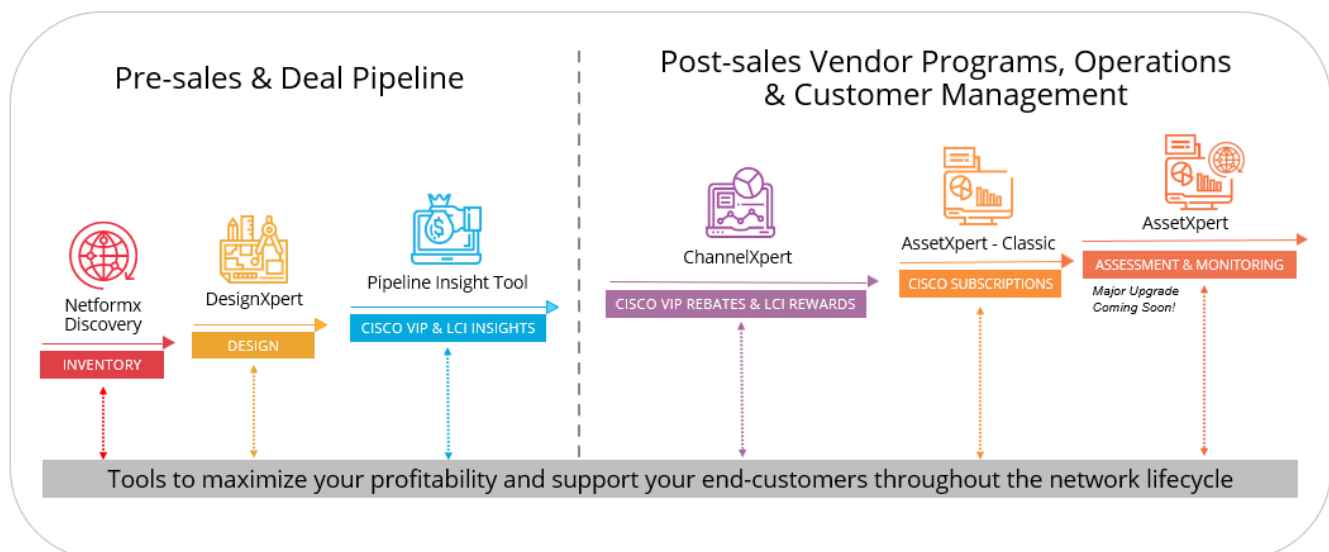 Pre-sales & Deal Pipeline
Post-sales Vendor Programs, Operations
& Customer Management
Netformx
Discovery
INVENTORY
DesignXpert
DESIGN
Pipeline Insight Tool
CISCO VIP & LCI INSIGHTS
ChannelXpert
CISCO VIP REBATES & LCI REWARDS
AssetXpert - Classic
CISCO SUBSCRIPTIONS
AssetXpert
ASSESSMENT & MONITORING
Major Upgrade
Coming Soon!
Tools to maximize your profitability and support your end-customers throughout the network lifecycle